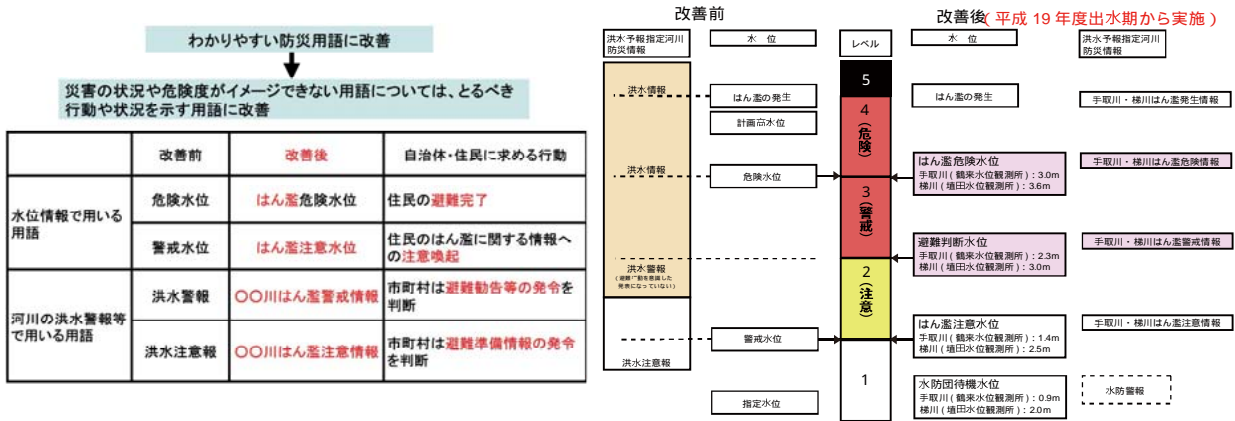 わかりやすい防災用語に改善
災害の状況や危険度がイメージできない用語については、とるべき
行動や状況を示す用語に改善
改善前
改善後
自治体・住民に求める行動
水位情報で用いる
用語
危険水位
はん濫危険水位
住民の避難完了
警戒水位
はん濫注意水位
住民のはん濫に関する情報へ
の注意喚起
河川の洪水警報等
で用いる用語
洪水警報
〇〇川はん濫警戒情報
市町村は避難勧告等の発令を
判断
洪水注意報
〇〇川はん濫注意情報
市町村は避難準備情報の発令
を判断
改善前
改善後(平成19年度出水期から実施)
洪水予報指定河川
防災情報
水 位
レベル
水 位
洪水予報指定河川
防災情報
洪水情報
はん濫の発生
計画高水位
洪水情報
危険水位
洪水警報
(避難行動を意識した
発表になっていない)
警戒水位
洪水注意報
指定水位
5
4
(危険)
3
(警戒)
2
(注意)
1
はん濫の発生
手取川・梯川はん濫発生情報
はん濫危険水位
手取川(鶴来水位観測所):3.0m
梯川(埴田水位観測所):3.6m
手取川・梯川はん濫危険情報
避難判断水位
手取川(鶴来水位観測所):2.3m
梯川(埴田水位観測所):3.0m
手取川・梯川はん濫警戒情報
はん濫注意水位
手取川(鶴来水位観測所):1.4m
梯川(埴田水位観測所):2.5m
手取川・梯川はん濫注意情報
水防団待機水位
手取川(鶴来水位観測所):0.9m
梯川(埴田水位観測所):2.0m
水防警報